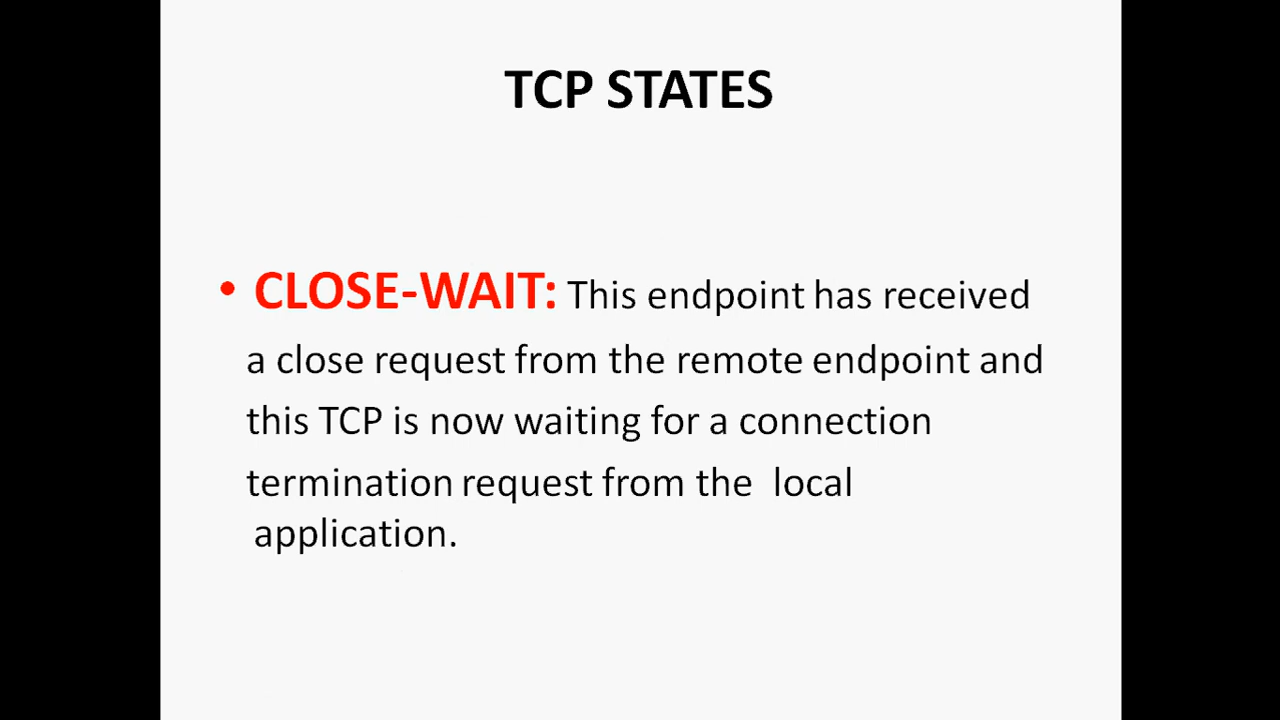 TCP STATES
• CLOSE-WAIT: This endpoint has received
a close request from the remote endpoint and
this TCP is now waiting for a connection
termination request from the  local
application.